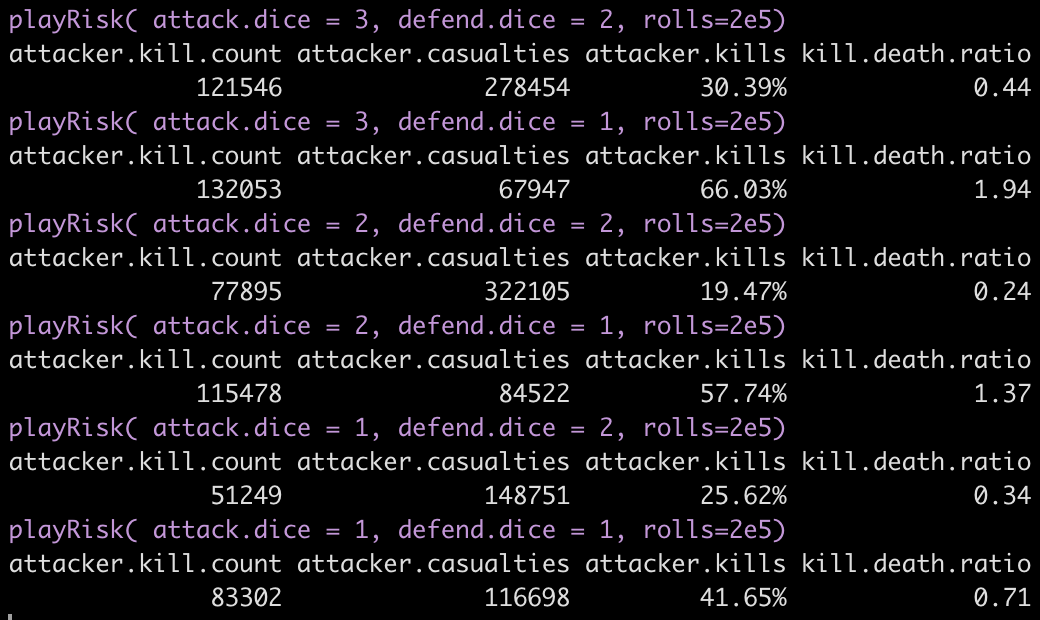 playRisk( attack.dice = 3, defend.dice = 2, rolls=2e5)
attacker.kill.count attacker.casualties attacker.kills kill.death.ratio
121546 278454 30.39% 0.44
playRisk( attack.dice = 3, defend.dice = 1, rolls=2e5)
attacker.kill.count attacker.casualties attacker.kills kill.death.ratio
132053 67947 66.03% 1.94
playRisk( attack.dice = 2, defend.dice = 2, rolls=2e5)
attacker.kill.count attacker.casualties attacker.kills kill.death.ratio
77895 322105 19.47% 0.24
playRisk( attack.dice = 2, defend.dice = 1, rolls=2e5)
attacker.kill.count attacker.casualties attacker.kills kill.death.ratio
115478 84522 57.74% 1.37
playRisk( attack.dice = 1, defend.dice = 2, rolls=2e5)
attacker.kill.count attacker.casualties attacker.kills kill.death.ratio
51249 148751 25.62% 0.34
playRisk( attack.dice = 1, defend.dice = 1, rolls=2e5)
attacker.kill.count attacker.casualties attacker.kills kill.death.ratio
83302 116698 41.65% 0.71